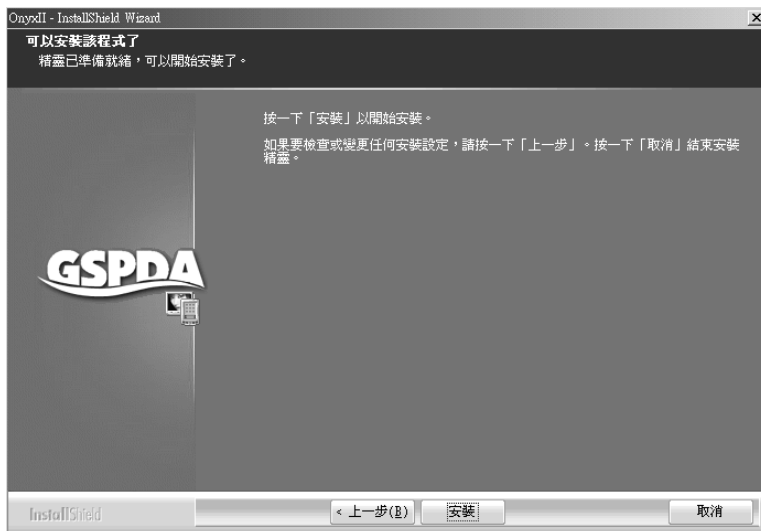 OnyxII - InstallShield Wizard
可以安裝該程式了
精靈已準備就緒，可以開始安裝了。
按一下「安裝」以開始安裝。
如果要檢查或變更任何安裝設定，請按一下「上一步」。按一下「取消」結束安裝
精靈。
GSPDA
InstallShield
< 上一步(B)
安裝
取消